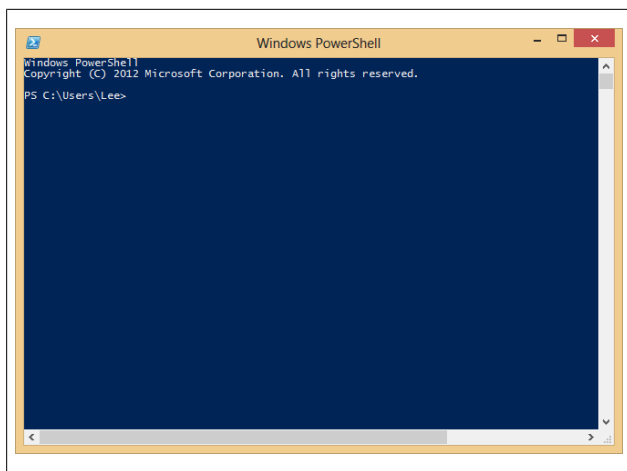 Windows PowerShell
Windows PowerShell
Copyright (C) 2012 Microsoft Corporation. All rights reserved.
PS C:\Users\Lee>